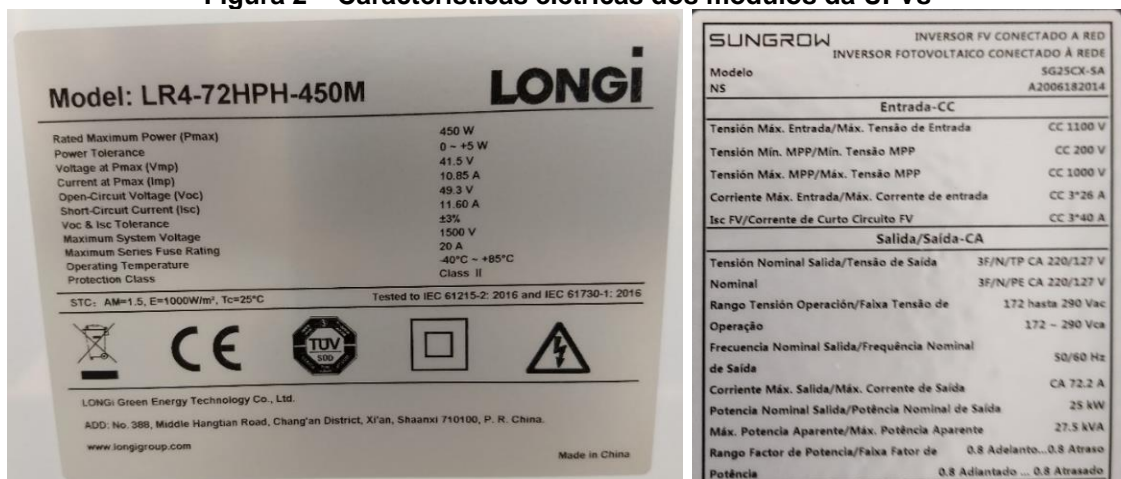 Figura 2 – Características elétricas dos módulos da UFVs
LONGi
Model: LR4-72HPH-450M
Rated Maximum Power (Pmax) 450 W
Power Tolerance 0 ~ +5 W
Voltage at Pmax (Vmp) 41.5 V
Current at Pmax (Imp) 10.85 A
Open-Circuit Voltage (Voc) 49.3 V
Short-Circuit Current (Isc) 11.60 A
Voc & Isc Tolerance ±3%
Maximum System Voltage 1500 V
Maximum Series Fuse Rating 20 A
Operating Temperature -40°C ~ +85°C
Protection Class Class II
STC: AM=1.5, E=1000W/m², Tc=25°C Tested to IEC 61215-2: 2016 and IEC 61730-1: 2016
CE
TÜV
SÜD
LONGi Green Energy Technology Co., Ltd.
ADD: No. 388, Middle Hangtian Road, Chang'an District, Xi'an, Shaanxi 710100, P. R. China.
www.longigroup.com
Made in China
SUNGROW INVERSOR FV CONECTADO A RED
INVERSOR FOTOVOLTAICO CONECTADO À REDE
Modelo SG25CX-SA
NS A2006182014
Entrada-CC
Tensión Máx. Entrada/Máx. Tensão de Entrada CC 1100 V
Tensión Mín. MPP/Mín. Tensão MPP CC 200 V
Tensión Máx. MPP/Máx. Tensão MPP CC 1000 V
Corriente Máx. Entrada/Máx. Corrente de entrada CC 3*26 A
Isc FV/Corrente de Curto Circuito FV CC 3*40 A
Salida/Saída-CA
Tensión Nominal Salida/Tensão de Saída 3F/N/TP CA 220/127 V
Nominal 3F/N/PE CA 220/127 V
Rango Tensión Operación/Faixa Tensão de 172 hasta 290 Vac
Operação 172 ~ 290 Vca
Frecuencia Nominal Salida/Frequência Nominal
de Saída 50/60 Hz
Corriente Máx. Salida/Máx. Corrente de Saída CA 72.2 A
Potencia Nominal Salida/Potência Nominal de Saída 25 kW
Máx. Potencia Aparente/Máx. Potência Aparente 27.5 kVA
Rango Factor de Potencia/Faixa Fator de 0.8 Adelanto...0.8 Atraso
Potência 0.8 Adiantado ... 0.8 Atrasado